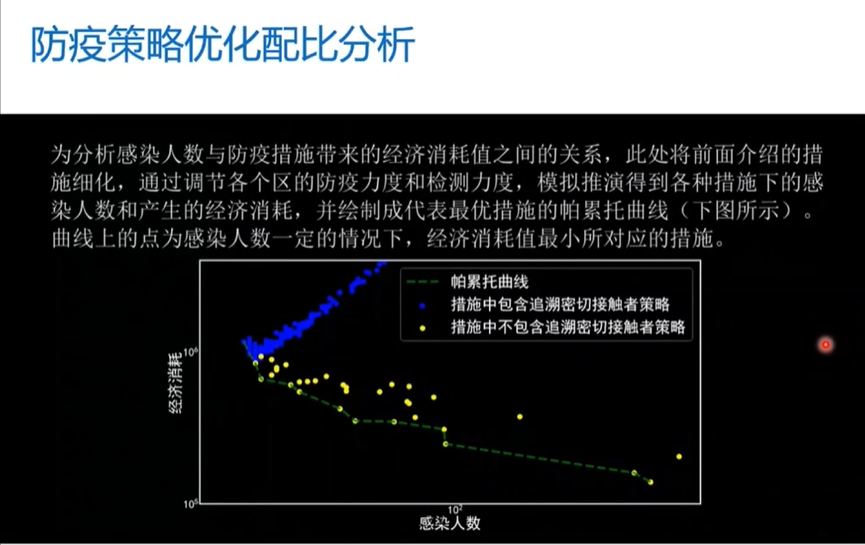 防疫策略优化配比分析
为分析感染人数与防疫措施带来的经济消耗值之间的关系，此处将前面介绍的措
施细化，通过调节各个区的防疫力度和检测力度，模拟推演得到各种措施下的感
染人数和产生的经济消耗，并绘制成代表最优措施的帕累托曲线（下图所示）。
曲线上的点为感染人数一定的情况下，经济消耗值最小所对应的措施。
帕累托曲线
措施中包含追溯密切接触者策略
措施中不包含追溯密切接触者策略
10⁶
经济消耗
10⁵
10²
感染人数